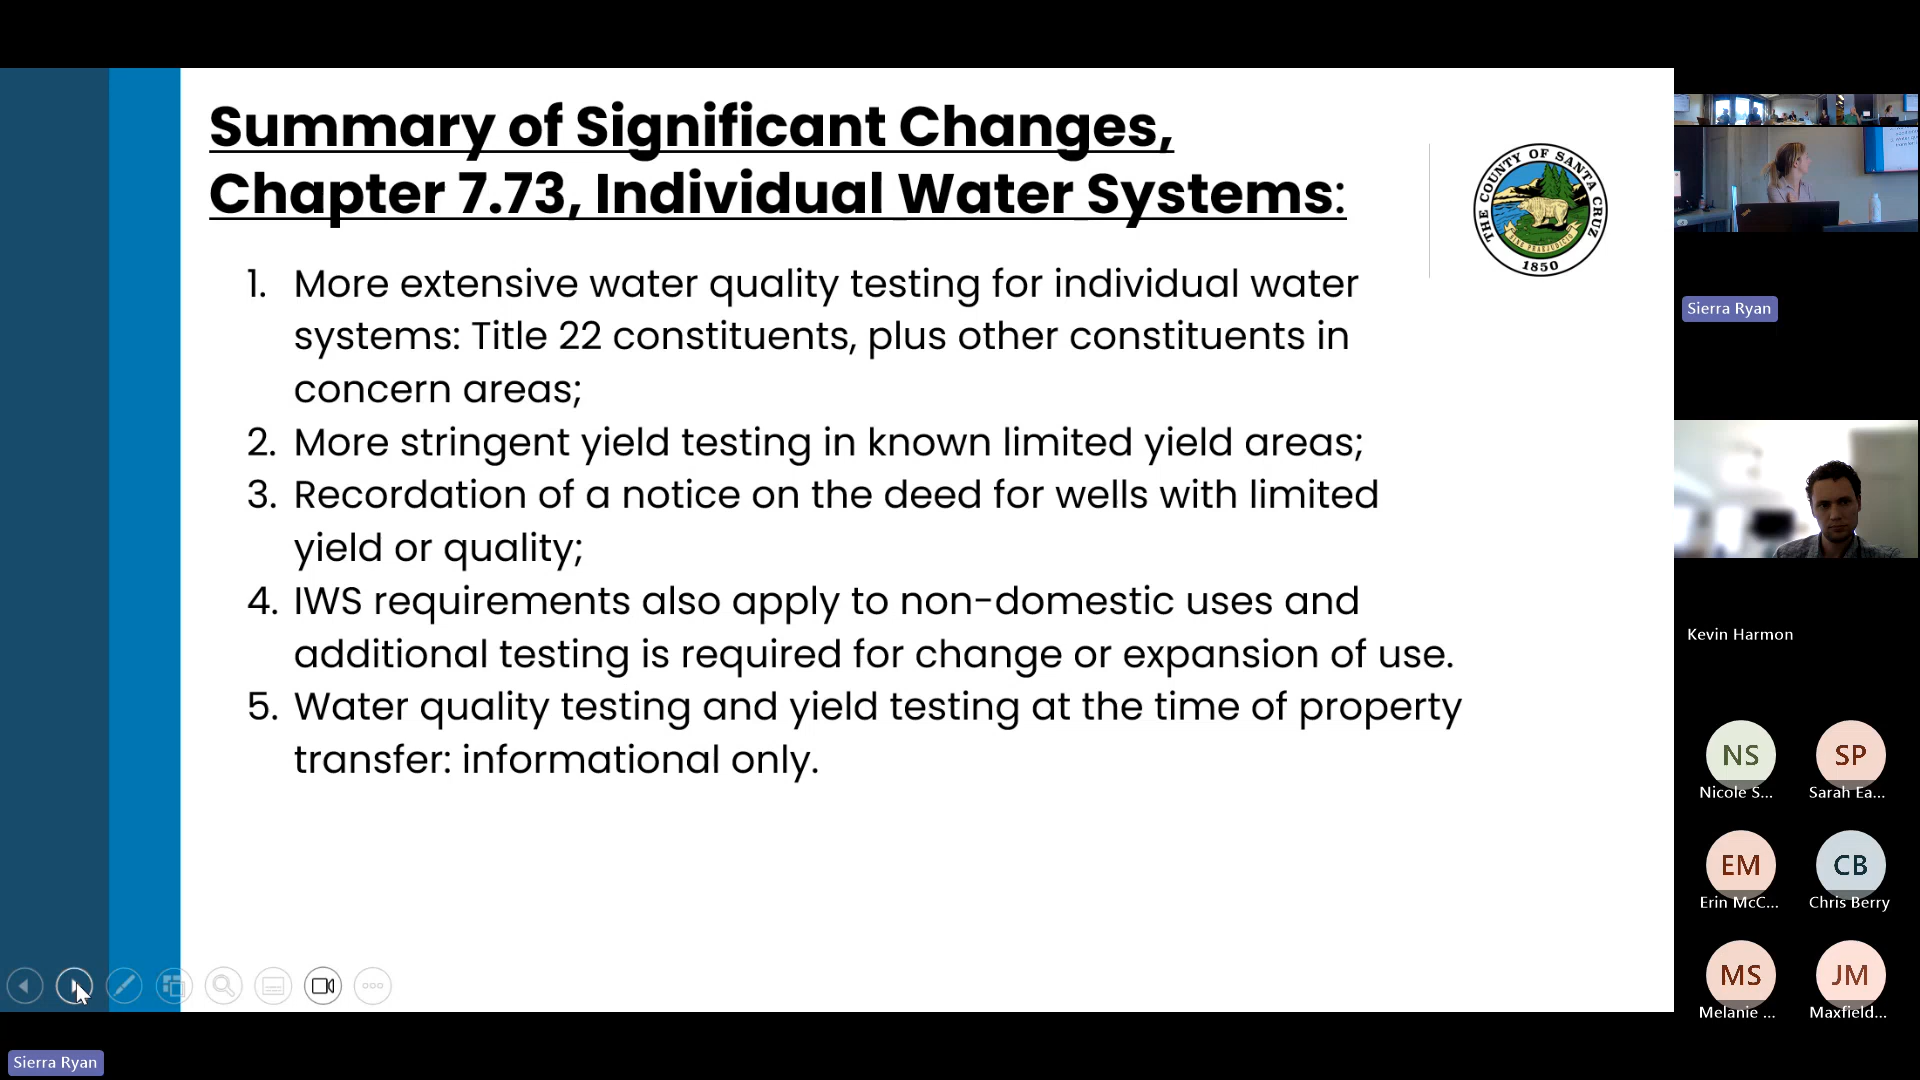 Summary of Significant Changes,
Chapter 7.73, Individual Water Systems:
THE COUNTY OF SANTA CRUZ
SINE PRAEJUDICIO
1850
1. More extensive water quality testing for individual water
systems: Title 22 constituents, plus other constituents in
concern areas;
2. More stringent yield testing in known limited yield areas;
3. Recordation of a notice on the deed for wells with limited
yield or quality;
4. IWS requirements also apply to non-domestic uses and
additional testing is required for change or expansion of use.
5. Water quality testing and yield testing at the time of property
transfer: informational only.
Sierra Ryan
Sierra Ryan
Kevin Harmon
NS
SP
Nicole S...
Sarah Ea...
EM
CB
Erin McC...
Chris Berry
MS
JM
Melanie ...
Maxfield...